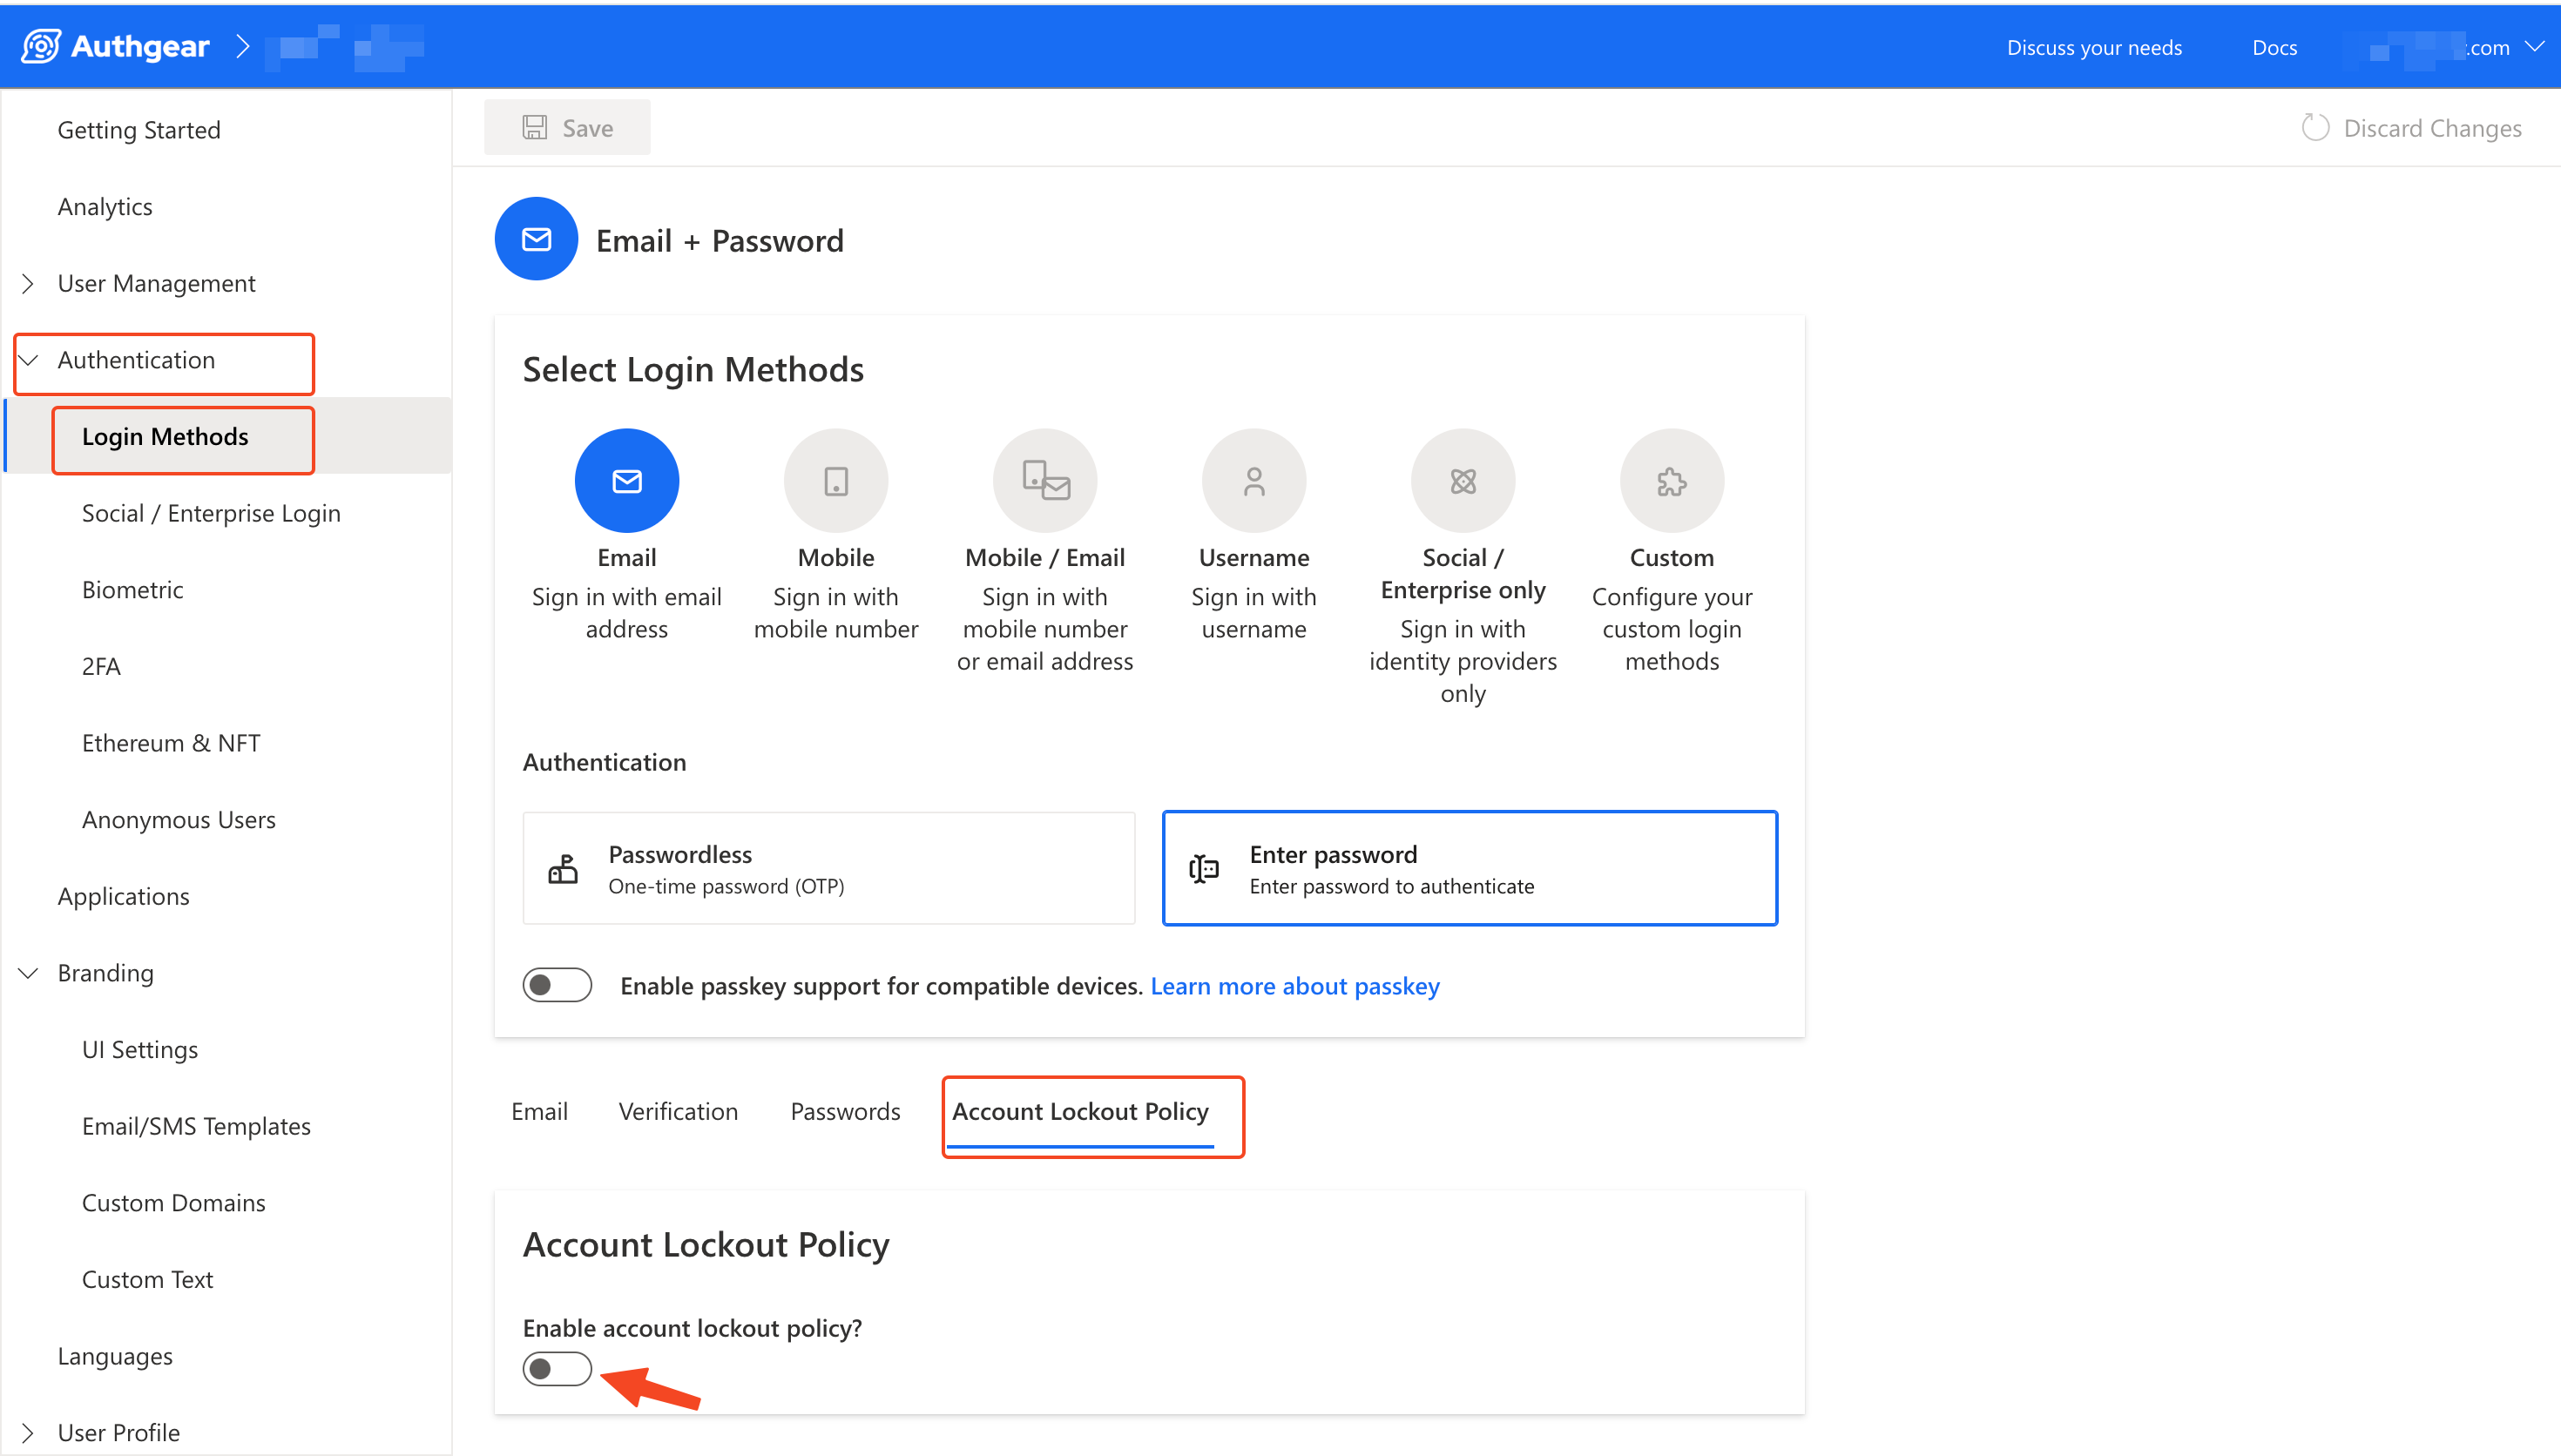 Authgear
Discuss your needs
Docs
.com
Getting Started
Analytics
User Management
Authentication
Login Methods
Social / Enterprise Login
Biometric
2FA
Ethereum & NFT
Anonymous Users
Applications
Branding
UI Settings
Email/SMS Templates
Custom Domains
Custom Text
Languages
User Profile
Save
Discard Changes
Email + Password
Select Login Methods
Email
Sign in with email
address
Mobile
Sign in with
mobile number
Mobile / Email
Sign in with
mobile number
or email address
Username
Sign in with
username
Social /
Enterprise only
Sign in with
identity providers
only
Custom
Configure your
custom login
methods
Authentication
Passwordless
One-time password (OTP)
Enter password
Enter password to authenticate
Enable passkey support for compatible devices. Learn more about passkey
Email
Verification
Passwords
Account Lockout Policy
Account Lockout Policy
Enable account lockout policy?